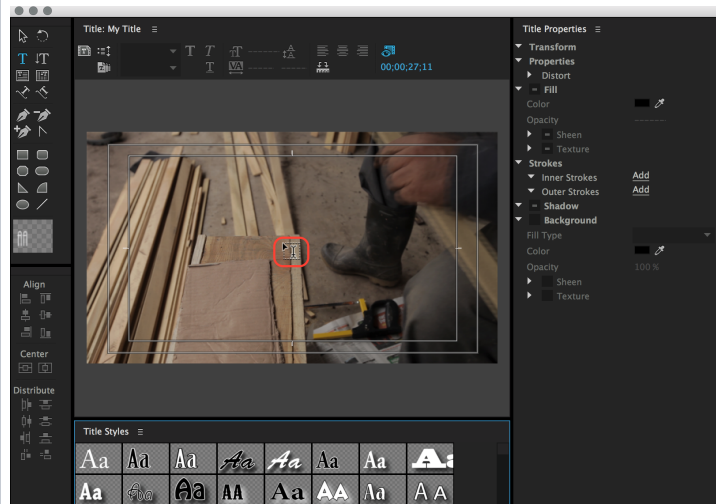 Title: My Title
Title Properties
Transform
Properties
Distort
Fill
Color
Opacity
Sheen
Texture
Strokes
Inner Strokes Add
Outer Strokes Add
Shadow
Background
Fill Type
Color
Opacity 100 %
Sheen
Texture
T T T T
T VA 00;00;27;11
Align
Center
Distribute
Title Styles
Aa Aa Aa Aa Aa Aa Aa Aa
Aa Aa Aa AA Aa AA Aa AA